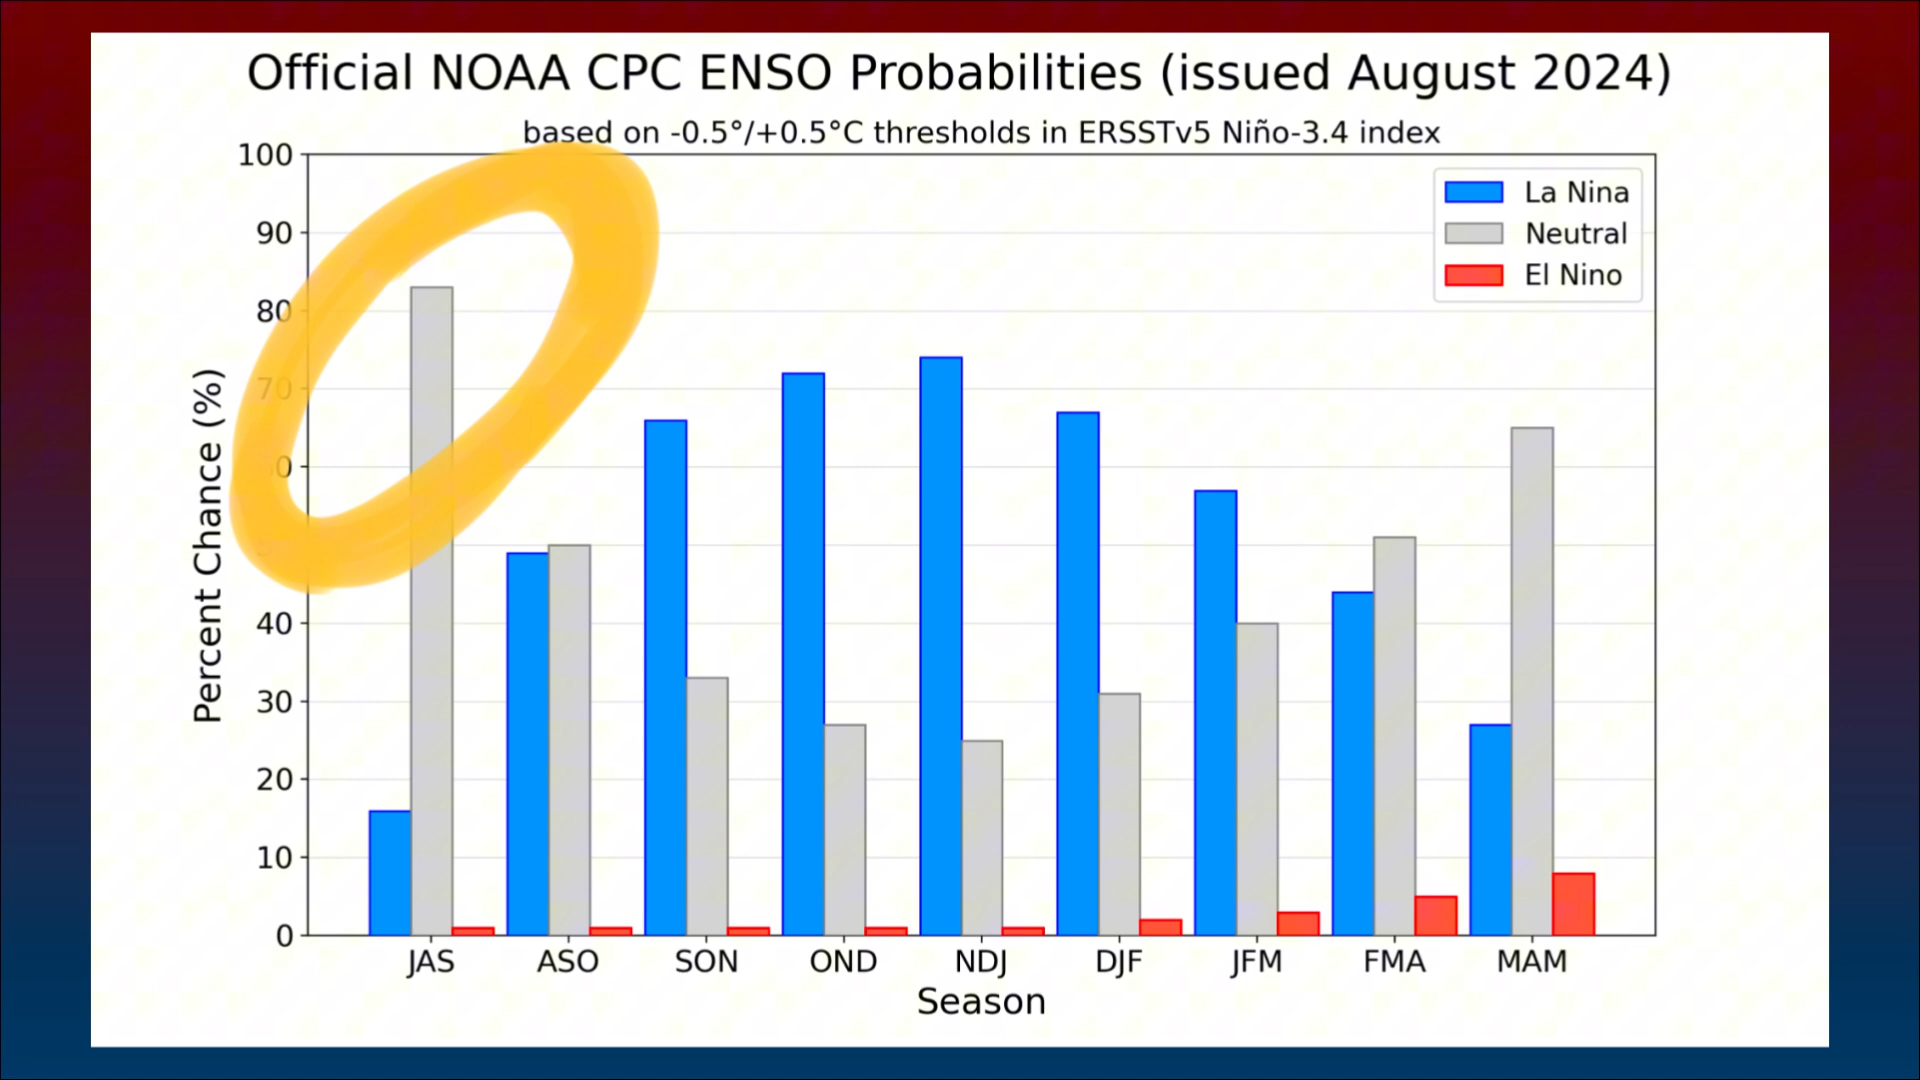 Official NOAA CPC ENSO Probabilities (issued August 2024)
based on -0.5°/+0.5°C thresholds in ERSSTv5 Niño-3.4 index
La Nina
Neutral
El Nino
Percent Chance (%)
100
90
80
70
40
30
20
10
0
JAS ASO SON OND NDJ DJF JFM FMA MAM
Season